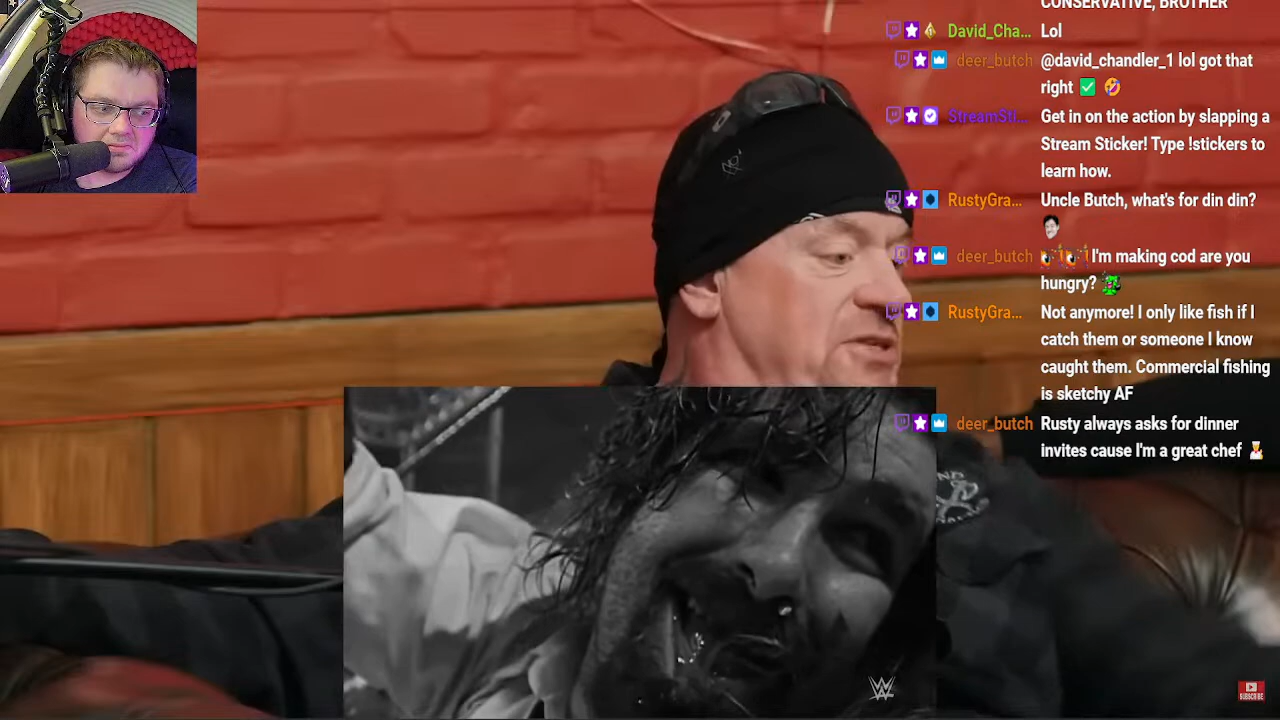 CONSERVATIVE, BROTHER
David_Cha... Lol
deer_butch @david_chandler_1 lol got that
right
StreamSti... Get in on the action by slapping a
Stream Sticker! Type !stickers to
learn how.
RustyGra... Uncle Butch, what's for din din?
deer_butch I'm making cod are you
hungry?
RustyGra... Not anymore! I only like fish if I
catch them or someone I know
caught them. Commercial fishing
is sketchy AF
deer_butch Rusty always asks for dinner
invites cause I'm a great chef
W
SUBSCRIBE